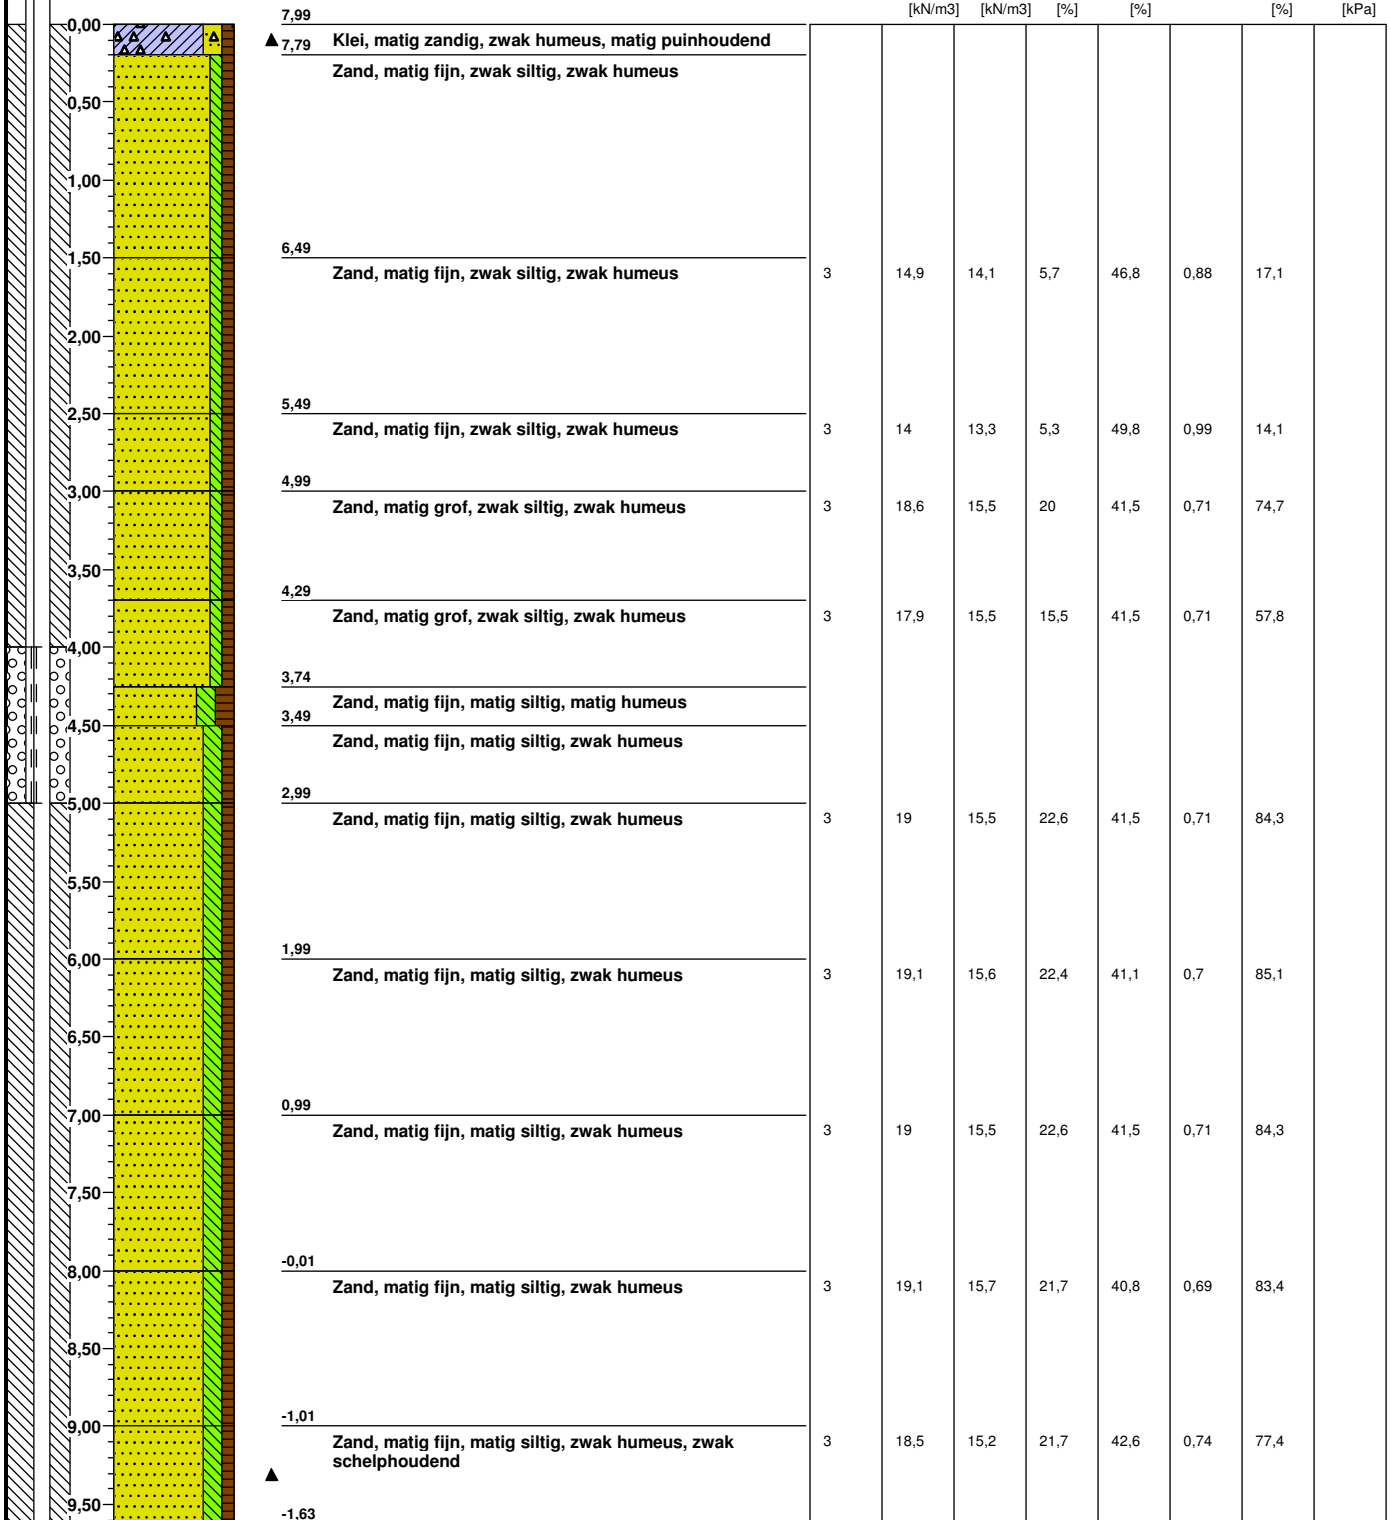 [kN/m3] [kN/m3] [%] [%] [%] [kPa]
7,99
0,00
Klei, matig zandig, zwak humeus, matig puinhoudend
7,79
Zand, matig fijn, zwak siltig, zwak humeus
0,50
1,00
6,49
1,50
Zand, matig fijn, zwak siltig, zwak humeus 3 14,9 14,1 5,7 46,8 0,88 17,1
2,00
5,49
2,50
Zand, matig fijn, zwak siltig, zwak humeus 3 14 13,3 5,3 49,8 0,99 14,1
4,99
3,00
Zand, matig grof, zwak siltig, zwak humeus 3 18,6 15,5 20 41,5 0,71 74,7
3,50
4,29
Zand, matig grof, zwak siltig, zwak humeus 3 17,9 15,5 15,5 41,5 0,71 57,8
4,00
3,74
Zand, matig fijn, matig siltig, matig humeus
3,49
4,50
Zand, matig fijn, matig siltig, zwak humeus
2,99
5,00
Zand, matig fijn, matig siltig, zwak humeus 3 19 15,5 22,6 41,5 0,71 84,3
5,50
1,99
6,00
Zand, matig fijn, matig siltig, zwak humeus 3 19,1 15,6 22,4 41,1 0,7 85,1
6,50
0,99
7,00
Zand, matig fijn, matig siltig, zwak humeus 3 19 15,5 22,6 41,5 0,71 84,3
7,50
-0,01
8,00
Zand, matig fijn, matig siltig, zwak humeus 3 19,1 15,7 21,7 40,8 0,69 83,4
8,50
-1,01
9,00
Zand, matig fijn, matig siltig, zwak humeus, zwak 3 18,5 15,2 21,7 42,6 0,74 77,4
schelphoudend
9,50
-1,63